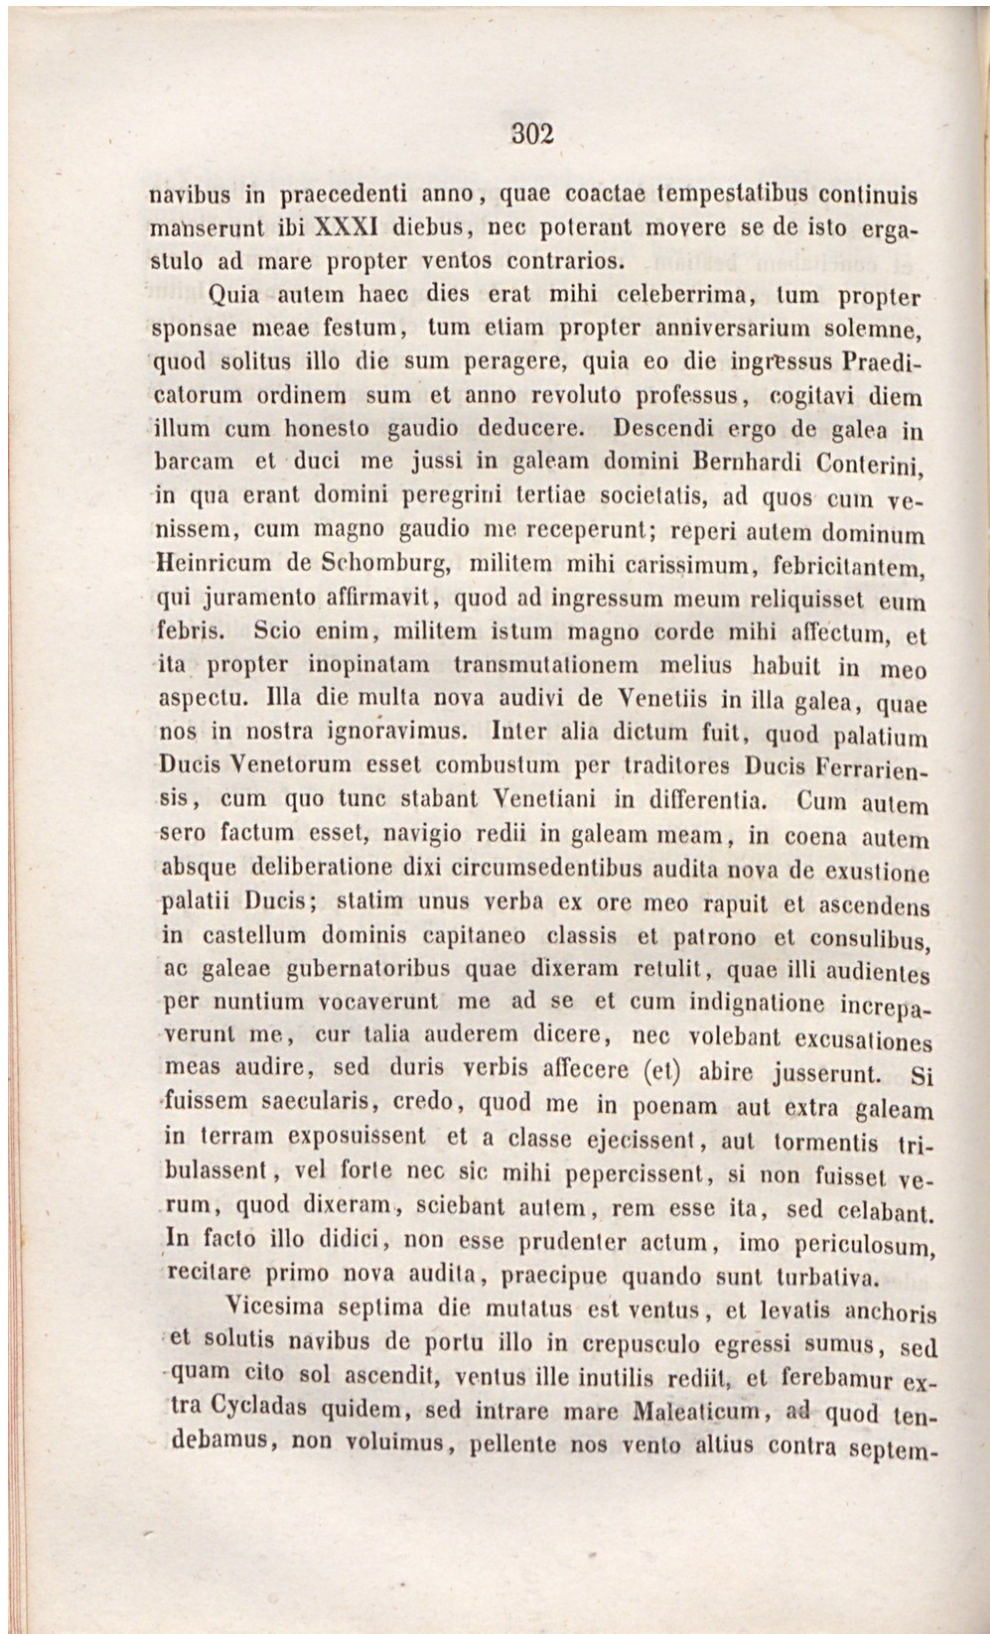 302
navibus in praecedenti anno, quae coactae tempestatibus continuis
manserunt ibi XXXI diebus, nec poterant movere se de isto erga-
stulo ad mare propter ventos contrarios.
Quia autem haec dies erat mihi celeberrima, tum propter
sponsae meae festum, tum etiam propter anniversarium solemne,
quod solitus illo die sum peragere, quia eo die ingressus Praedi-
catorum ordinem sum et anno revoluto professus, cogitavi diem
illum cum honesto gaudio deducere. Descendi ergo de galea in
barcam et duci me jussi in galeam domini Bernhardi Conterini,
in qua erant domini peregrini tertiae societatis, ad quos cum ve-
nissem, cum magno gaudio me receperunt; reperi autem dominum
Heinricum de Schomburg, militem mihi carissimum, febricitantem,
qui juramento affirmavit, quod ad ingressum meum reliquisset eum
febris. Scio enim, militem istum magno corde mihi affectum, et
ita propter inopinatam transmutationem melius habuit in meo
aspectu. Illa die multa nova audivi de Venetiis in illa galea, quae
nos in nostra ignoravimus. Inter alia dictum fuit, quod palatium
Ducis Venetorum esset combustum per traditores Ducis Ferrarien-
sis, cum quo tunc stabant Venetiani in differentia. Cum autem
sero factum esset, navigio redii in galeam meam, in coena autem
absque deliberatione dixi circumsedentibus audita nova de exustione
palatii Ducis; statim unus verba ex ore meo rapuit et ascendens
in castellum dominis capitaneo classis et patrono et consulibus,
ac galeae gubernatoribus quae dixeram retulit, quae illi audientes
per nuntium vocaverunt me ad se et cum indignatione increpa-
verunt me, cur talia auderem dicere, nec volebant excusationes
meas audire, sed duris verbis affecere (et) abire jusserunt. Si
fuissem saecularis, credo, quod me in poenam aut extra galeam
in terram exposuissent et a classe ejecissent, aut tormentis tri-
bulassent, vel forte nec sic mihi pepercissent, si non fuisset ve-
rum, quod dixeram, sciebant autem, rem esse ita, sed celabant.
In facto illo didici, non esse prudenter actum, imo periculosum,
recitare primo nova audita, praecipue quando sunt turbativa.
Vicesima septima die mutatus est ventus, et levatis anchoris
et solutis navibus de portu illo in crepusculo egressi sumus, sed
quam cito sol ascendit, ventus ille inutilis rediit, et ferebamur ex-
tra Cycladas quidem, sed intrare mare Maleaticum, ad quod ten-
debamus, non voluimus, pellente nos vento altius contra septem-